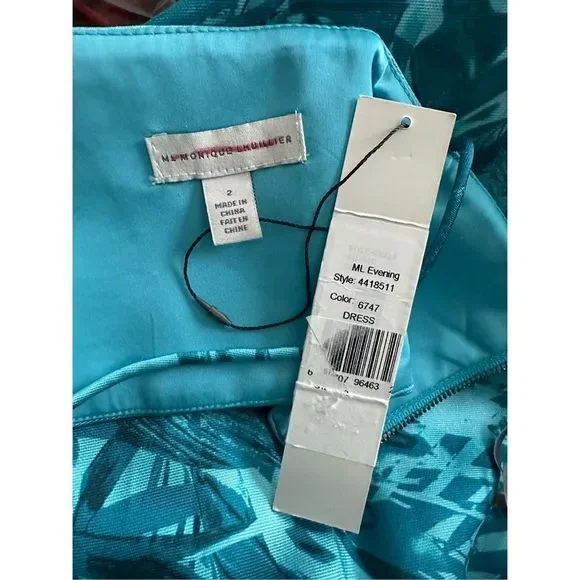 ML MONIQUE LHUILLIER
2
MADE IN
CHINA
FAIT EN
CHINE
ML Evening
Style: 4418511
Color: 6747
DRESS
96463